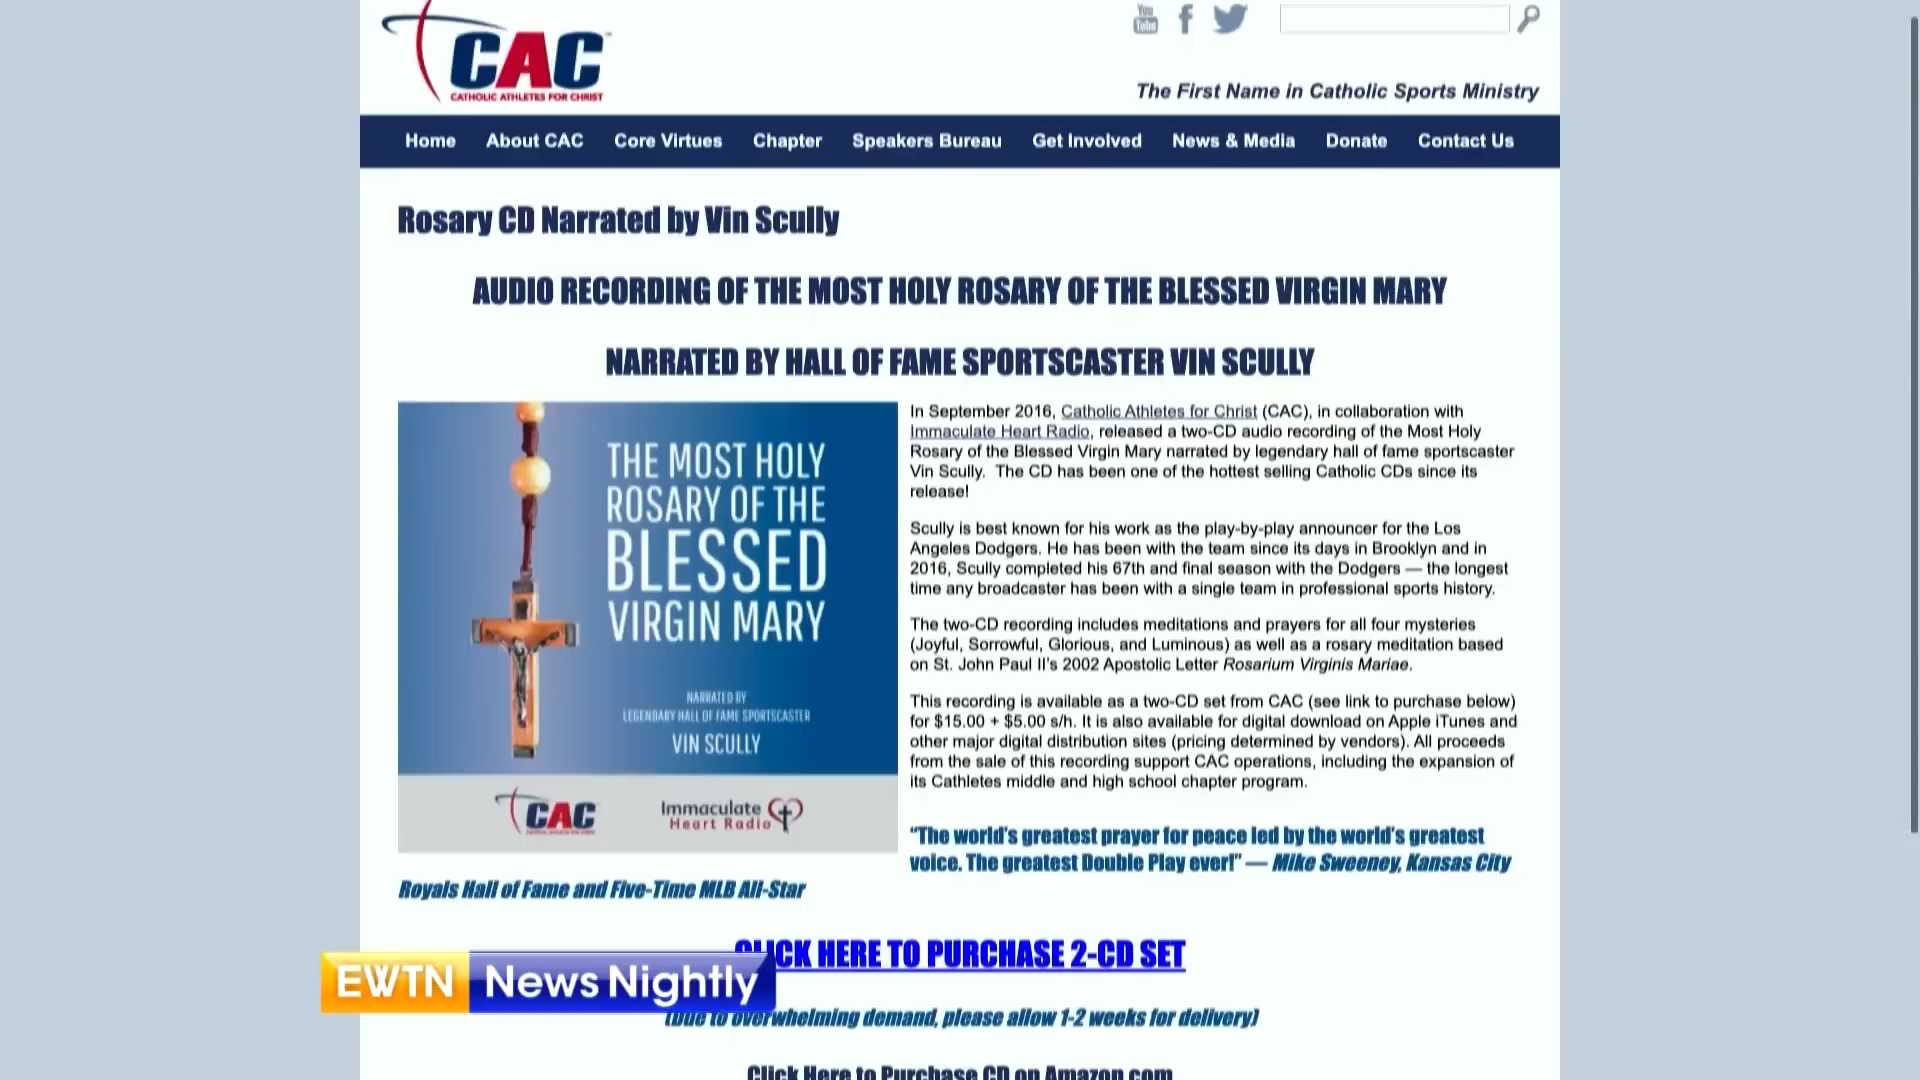 CAC™
CATHOLIC ATHLETES FOR CHRIST
You
Tube
The First Name in Catholic Sports Ministry
Home About CAC Core Virtues Chapter Speakers Bureau Get Involved News & Media Donate Contact Us
Rosary CD Narrated by Vin Scully
AUDIO RECORDING OF THE MOST HOLY ROSARY OF THE BLESSED VIRGIN MARY
NARRATED BY HALL OF FAME SPORTSCASTER VIN SCULLY
THE MOST HOLY
ROSARY OF THE
BLESSED
VIRGIN MARY
NARRATED BY
LEGENDARY HALL OF FAME SPORTSCASTER
VIN SCULLY
CAC
Immaculate
Heart Radio
In September 2016, Catholic Athletes for Christ (CAC), in collaboration with
Immaculate Heart Radio, released a two-CD audio recording of the Most Holy
Rosary of the Blessed Virgin Mary narrated by legendary hall of fame sportscaster
Vin Scully. The CD has been one of the hottest selling Catholic CDs since its
release!
Scully is best known for his work as the play-by-play announcer for the Los
Angeles Dodgers. He has been with the team since its days in Brooklyn and in
2016, Scully completed his 67th and final season with the Dodgers — the longest
time any broadcaster has been with a single team in professional sports history.
The two-CD recording includes meditations and prayers for all four mysteries
(Joyful, Sorrowful, Glorious, and Luminous) as well as a rosary meditation based
on St. John Paul II's 2002 Apostolic Letter Rosarium Virginis Mariae.
This recording is available as a two-CD set from CAC (see link to purchase below)
for $15.00 + $5.00 s/h. It is also available for digital download on Apple iTunes and
other major digital distribution sites (pricing determined by vendors). All proceeds
from the sale of this recording support CAC operations, including the expansion of
its Cathletes middle and high school chapter program.
“The world’s greatest prayer for peace led by the world’s greatest
voice. The greatest Double Play ever!” — Mike Sweeney, Kansas City
Royals Hall of Fame and Five-Time MLB All-Star
CLICK HERE TO PURCHASE 2-CD SET
EWTN News Nightly
(Due to overwhelming demand, please allow 1-2 weeks for delivery)
Click Here to Purchase CD on Amazon.com